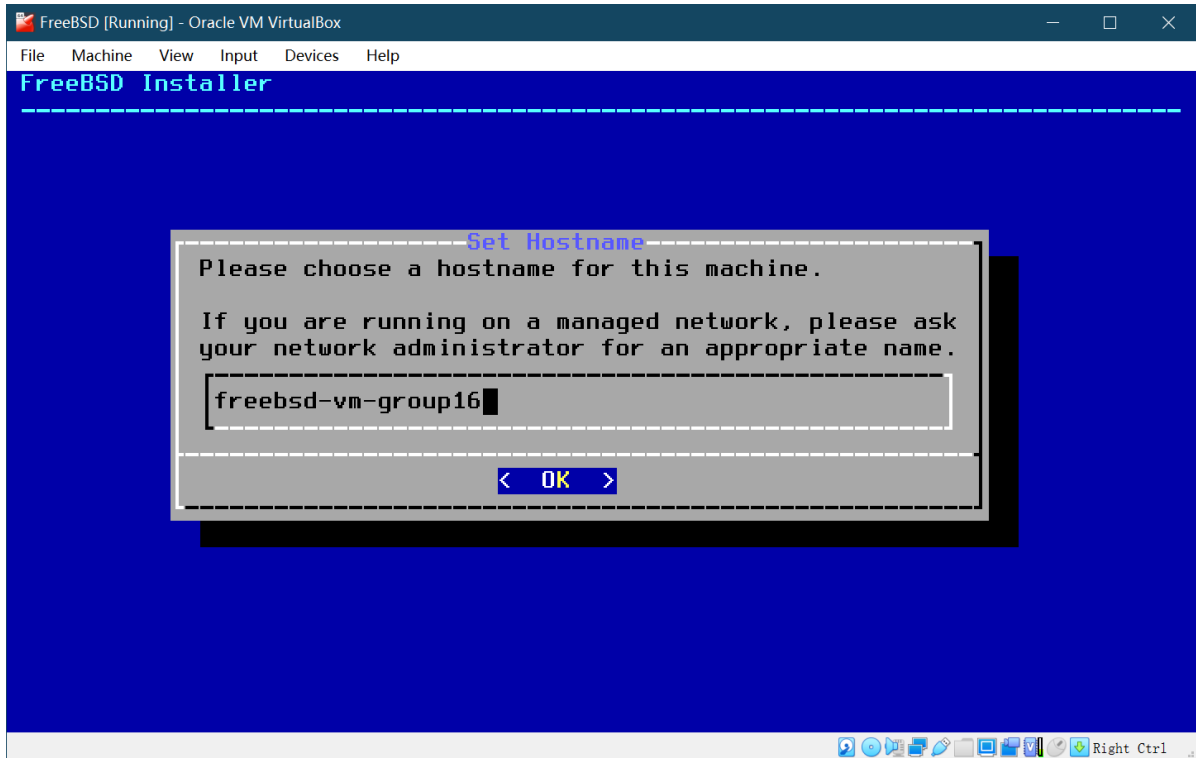 FreeBSD [Running] - Oracle VM VirtualBox
File Machine View Input Devices Help
FreeBSD Installer
Set Hostname
Please choose a hostname for this machine.
If you are running on a managed network, please ask
your network administrator for an appropriate name.
freebsd-vm-group16
< OK >
Right Ctrl